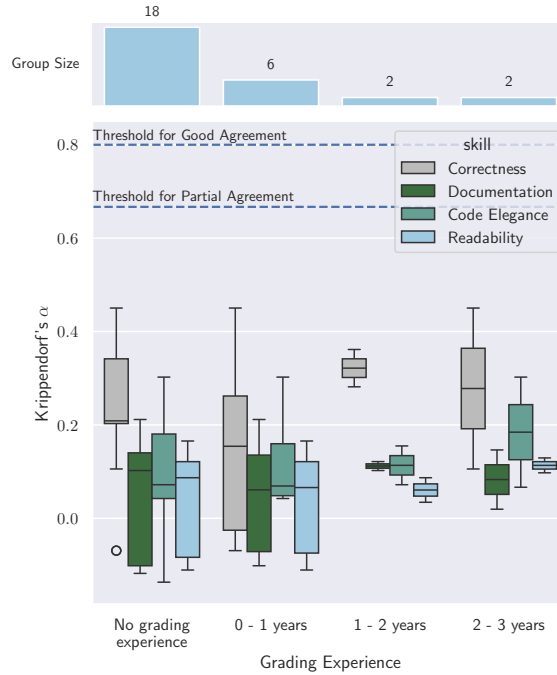 18
6
2
2
Group Size
Threshold for Good Agreement
0.8
skill
Correctness
Documentation
Code Elegance
Readability
Threshold for Partial Agreement
0.6
0.4
0.2
0.0
Krippendorf's α
No grading
experience
0 - 1 years
1 - 2 years
2 - 3 years
Grading Experience